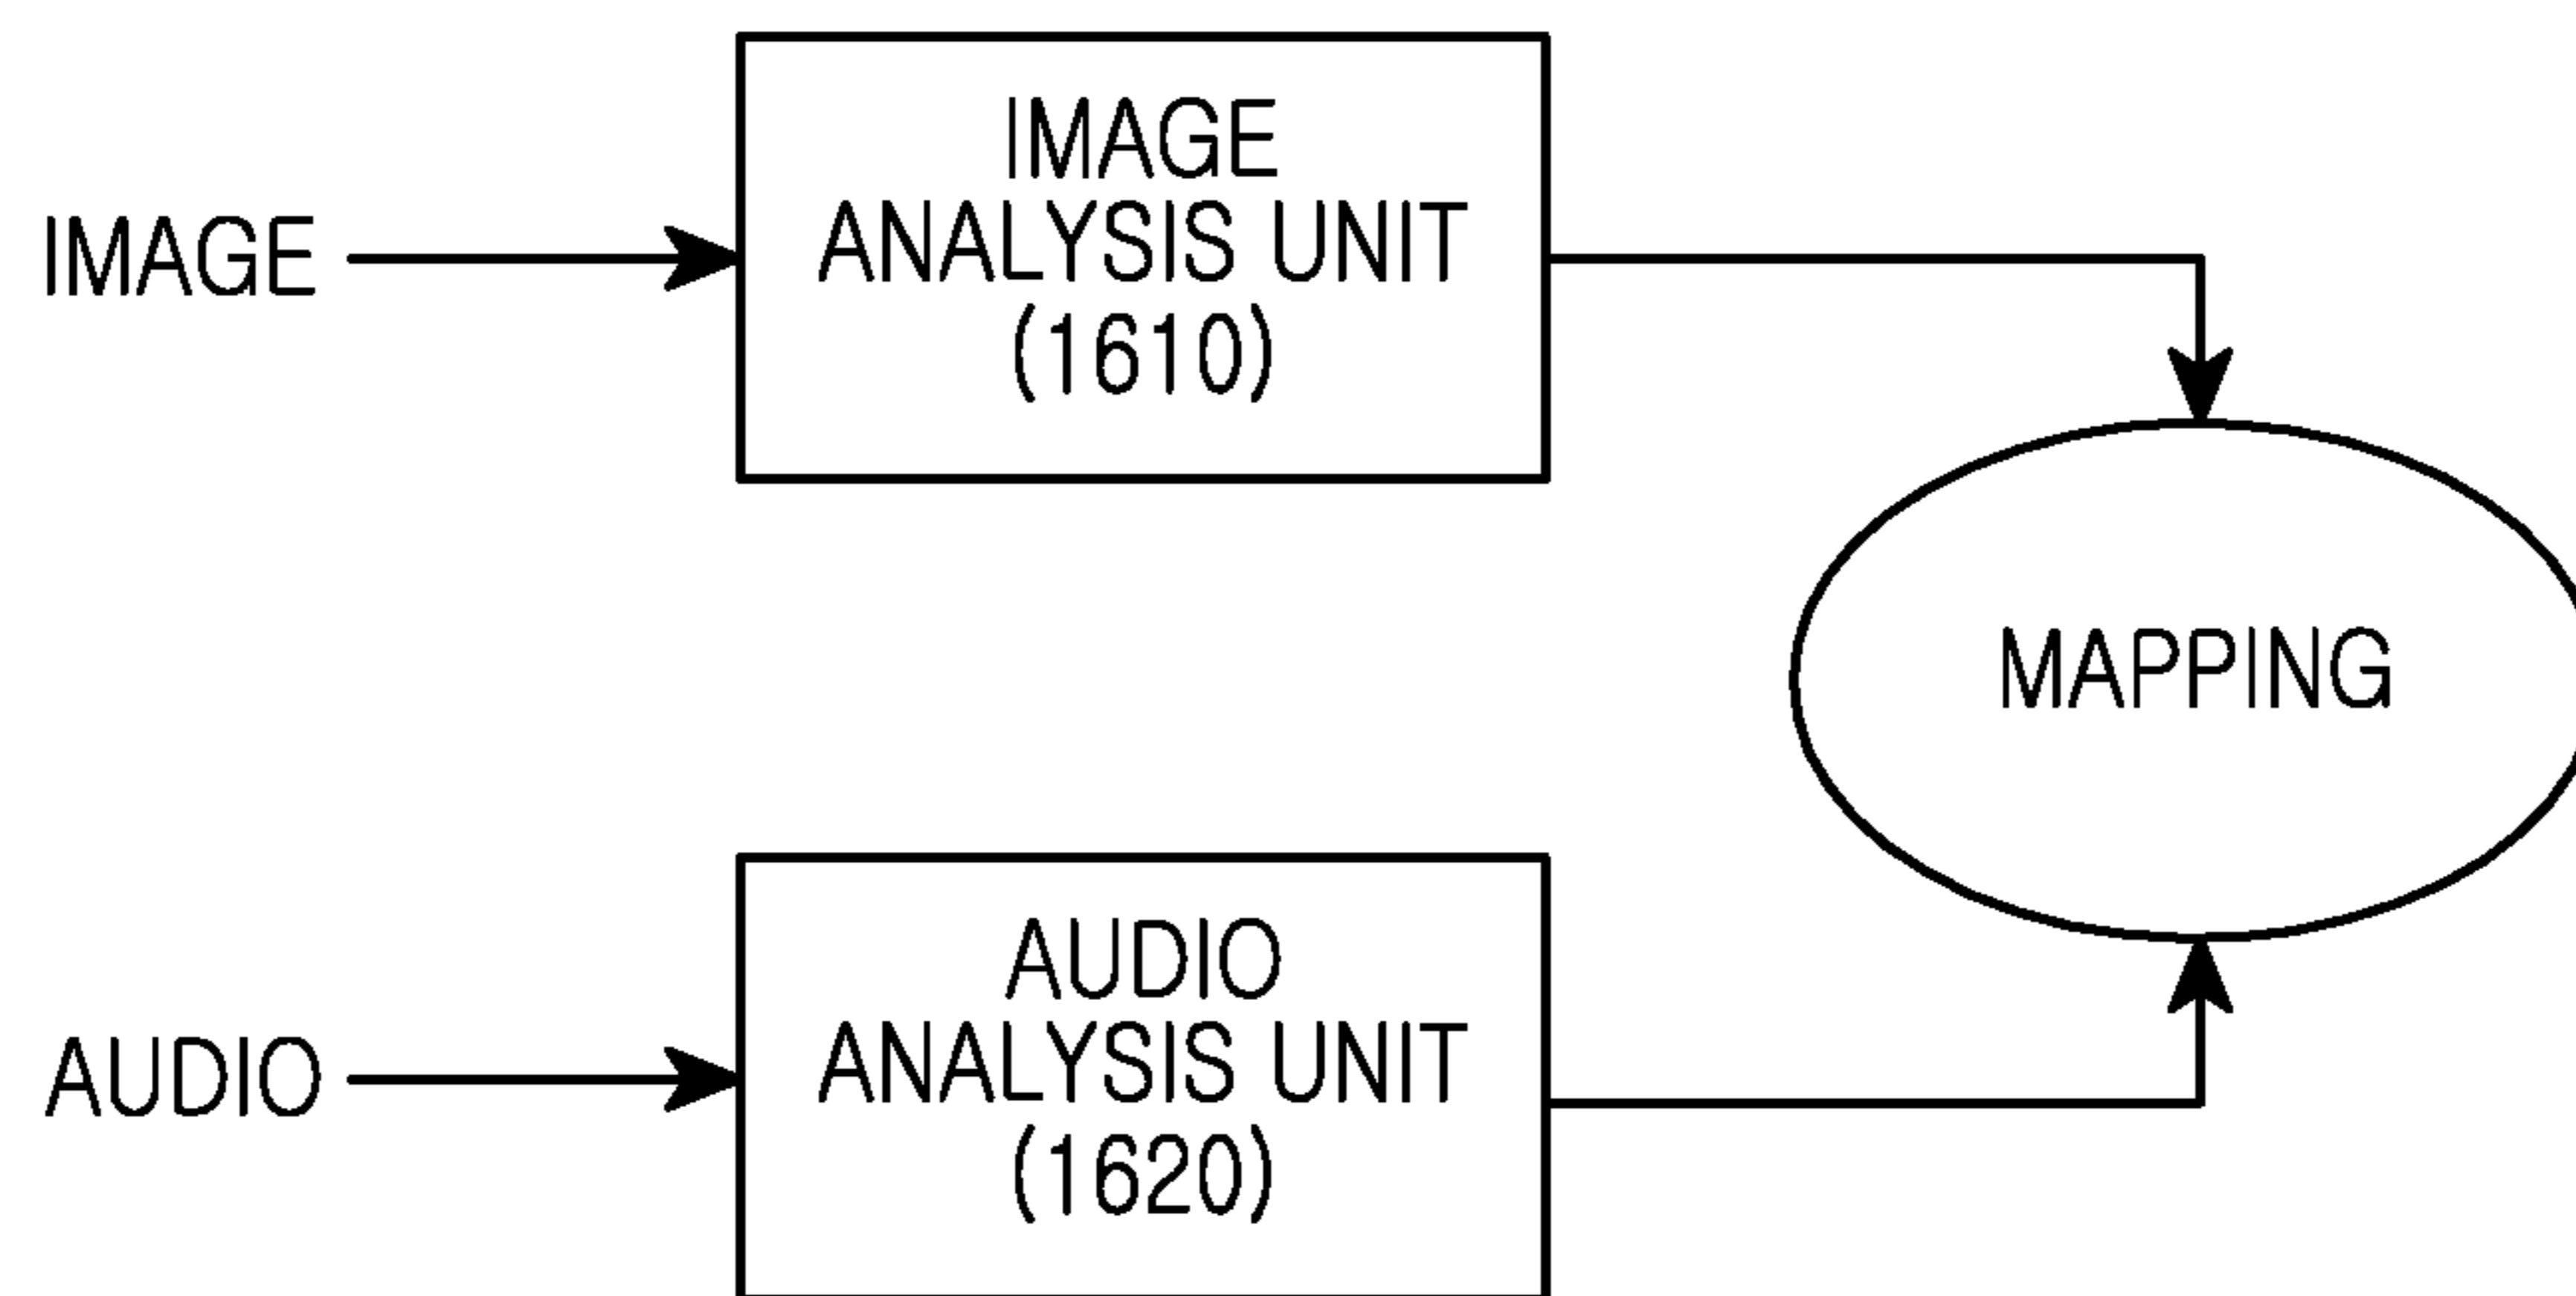 IMAGE
IMAGE
ANALYSIS UNIT
(1610)
MAPPING
AUDIO
AUDIO
ANALYSIS UNIT
(1620)